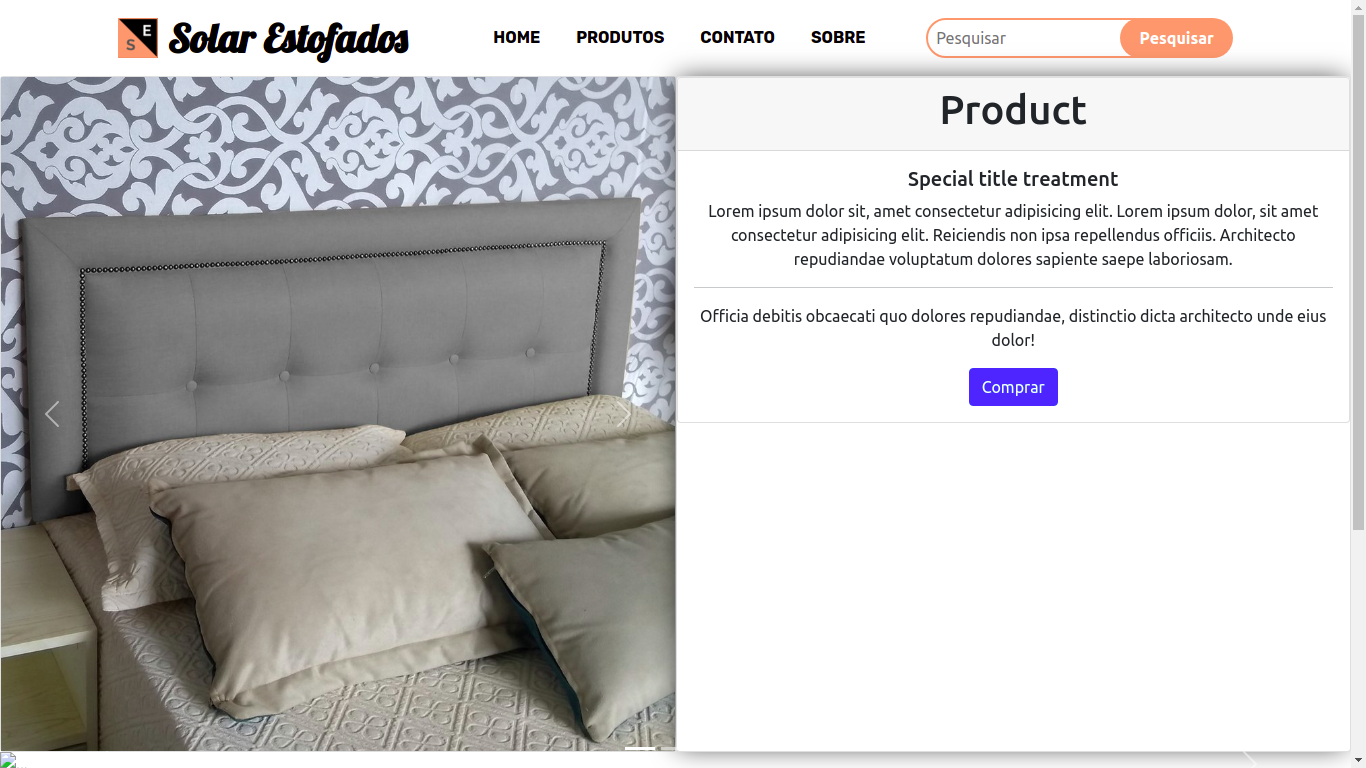 E
S
Solar Estofados
HOME PRODUTOS CONTATO SOBRE
Pesquisar
Pesquisar
Product
Special title treatment
Lorem ipsum dolor sit, amet consectetur adipisicing elit. Lorem ipsum dolor, sit amet
consectetur adipisicing elit. Reiciendis non ipsa repellendus officiis. Architecto
repudiandae voluptatum dolores sapiente saepe laboriosam.
Officia debitis obcaecati quo dolores repudiandae, distinctio dicta architecto unde eius
dolor!
Comprar
...